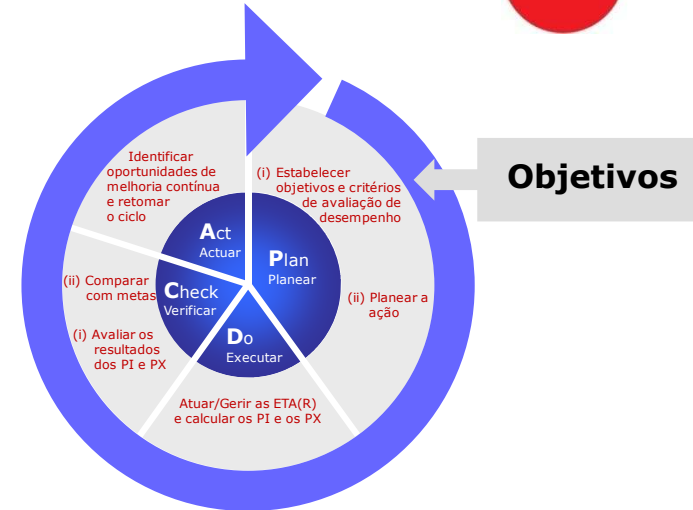 Objetivos
Identificar
oportunidades de
melhoria contínua
e retomar
o ciclo
(i) Estabelecer
objetivos e critérios
de avaliação de
desempenho
Act
Actuar
Plan
Planear
(ii) Comparar
com metas
Check
Verificar
(ii) Planear a
ação
(i) Avaliar os
resultados
dos PI e PX
Do
Executar
Atuar/Gerir as ETA(R)
e calcular os PI e os PX